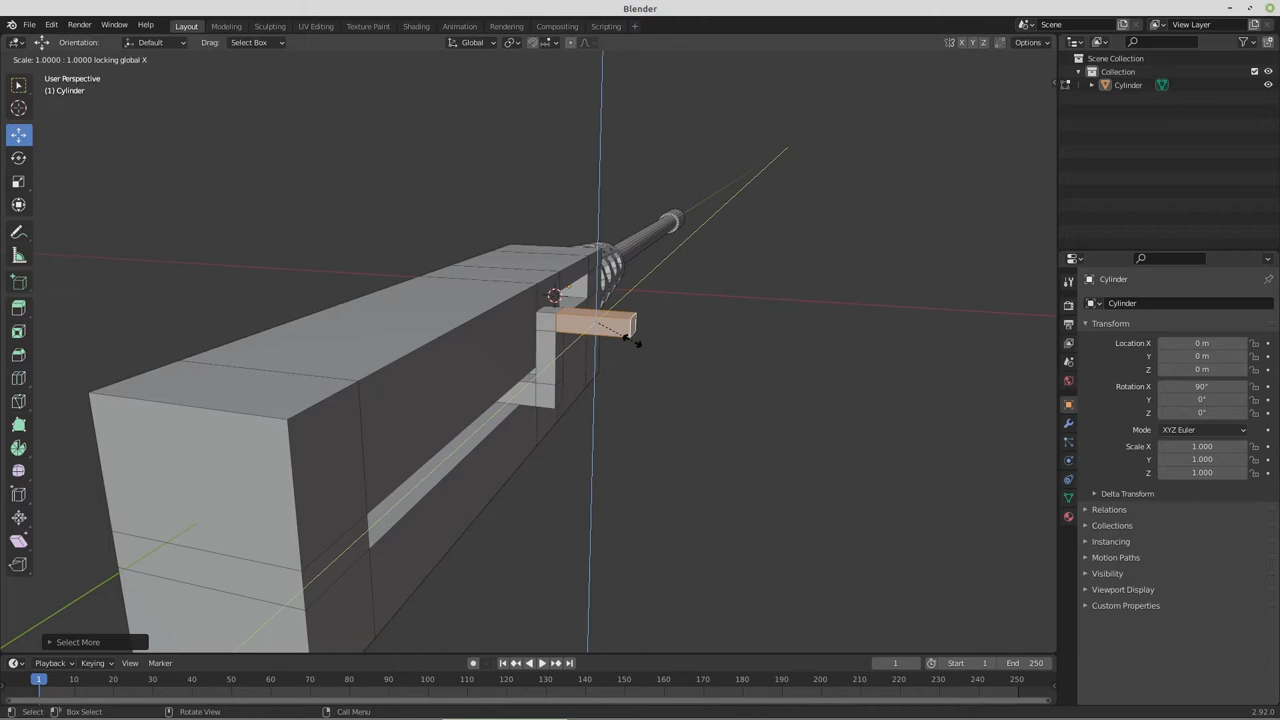 Blender
File Edit Render Window Help Layout Modeling Sculpting UV Editing Texture Paint Shading Animation Rendering Compositing Scripting + Scene View Layer
Orientation: Default Drag: Select Box Global X Y Z Options
Scale: 1.0000 : 1.0000 locking global X
User Perspective
(1) Cylinder
Scene Collection
Collection
Cylinder
Cylinder
Cylinder
Transform
Location X 0 m
Y 0 m
Z 0 m
Rotation X 90°
Y 0°
Z 0°
Mode XYZ Euler
Scale X 1.000
Y 1.000
Z 1.000
Delta Transform
Relations
Collections
Instancing
Motion Paths
Visibility
Viewport Display
Custom Properties
Select More
Playback Keying View Marker 1 Start 1 End 250
1 10 20 30 40 50 60 70 80 90 100 110 120 130 140 150 160 170 180 190 200 210 220 230 240 250
Select Box Select Rotate View Call Menu 2.92.0